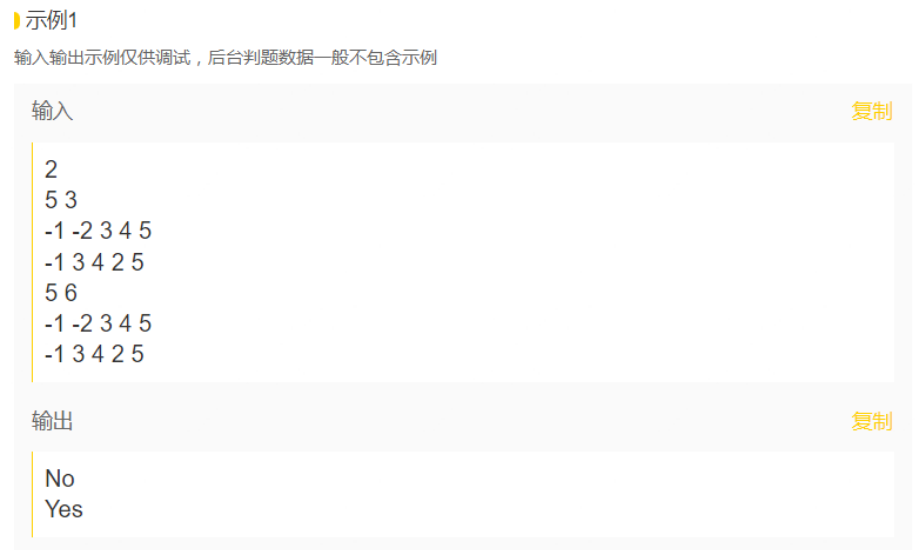 示例1
输入输出示例仅供调试，后台判题数据一般不包含示例
输入 复制
2
5 3
-1 -2 3 4 5
-1 3 4 2 5
5 6
-1 -2 3 4 5
-1 3 4 2 5
输出 复制
No
Yes